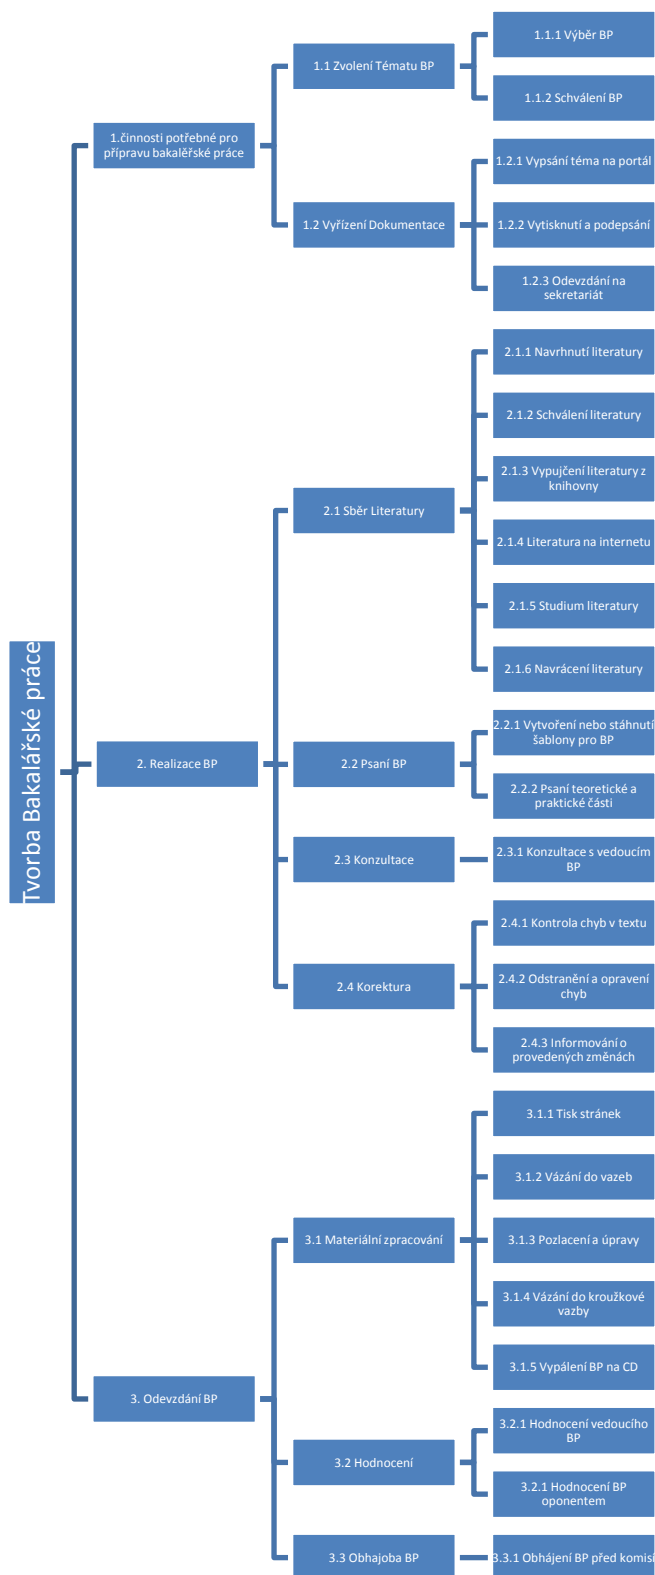 Tvorba Bakalářské práce
1.činnosti potřebné pro
přípravu bakalěřské práce
1.1 Zvolení Tématu BP
1.1.1 Výběr BP
1.1.2 Schválení BP
1.2 Vyřízení Dokumentace
1.2.1 Vypsání téma na portál
1.2.2 Vytisknutí a podepsání
1.2.3 Odevzdání na
sekretariát
2. Realizace BP
2.1 Sběr Literatury
2.1.1 Navrhnutí literatury
2.1.2 Schválení literatury
2.1.3 Vypujčení literatury z
knihovny
2.1.4 Literatura na internetu
2.1.5 Studium literatury
2.1.6 Navrácení literatury
2.2 Psaní BP
2.2.1 Vytvoření nebo stáhnutí
šablony pro BP
2.2.2 Psaní teoretické a
praktické části
2.3 Konzultace
2.3.1 Konzultace s vedoucím
BP
2.4 Korektura
2.4.1 Kontrola chyb v textu
2.4.2 Odstranění a opravení
chyb
2.4.3 Informování o
provedených změnách
3. Odevzdání BP
3.1 Materiální zpracování
3.1.1 Tisk stránek
3.1.2 Vázání do vazeb
3.1.3 Pozlacení a úpravy
3.1.4 Vázání do kroužkové
vazby
3.1.5 Vypálení BP na CD
3.2 Hodnocení
3.2.1 Hodnocení vedoucího
BP
3.2.1 Hodnocení BP
oponentem
3.3 Obhajoba BP
3.3.1 Obhájení BP před komisí